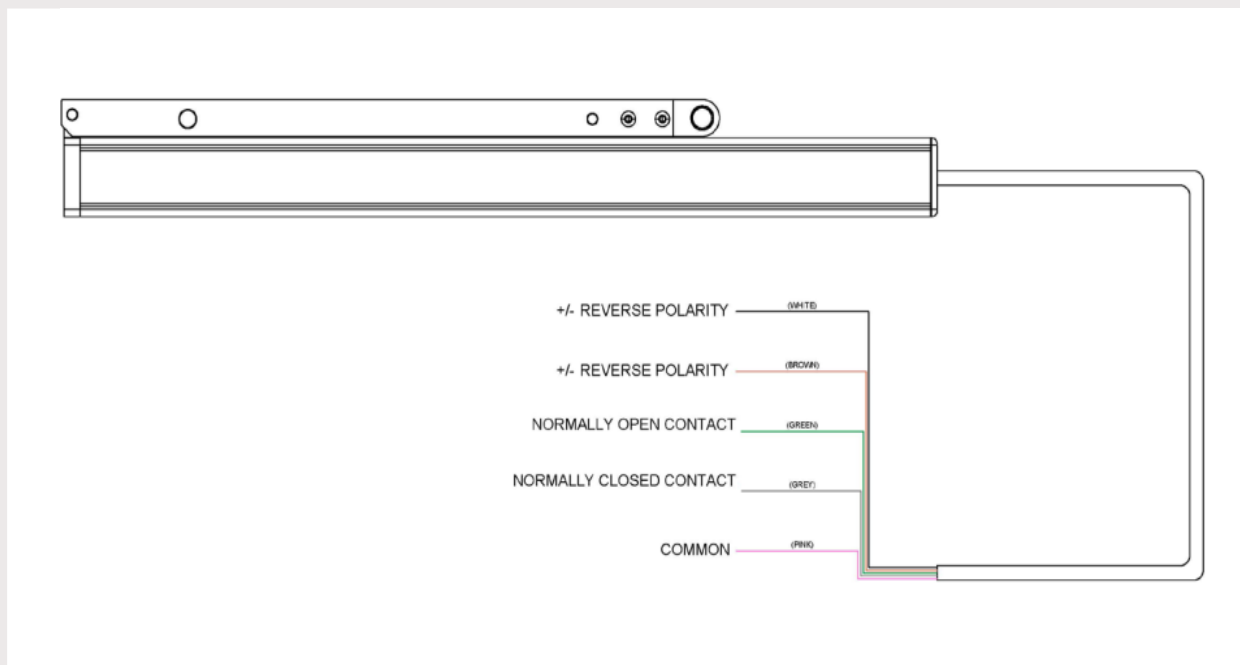 +/- REVERSE POLARITY (WHITE)
+/- REVERSE POLARITY (BROWN)
NORMALLY OPEN CONTACT (GREEN)
NORMALLY CLOSED CONTACT (GREY)
COMMON (PINK)